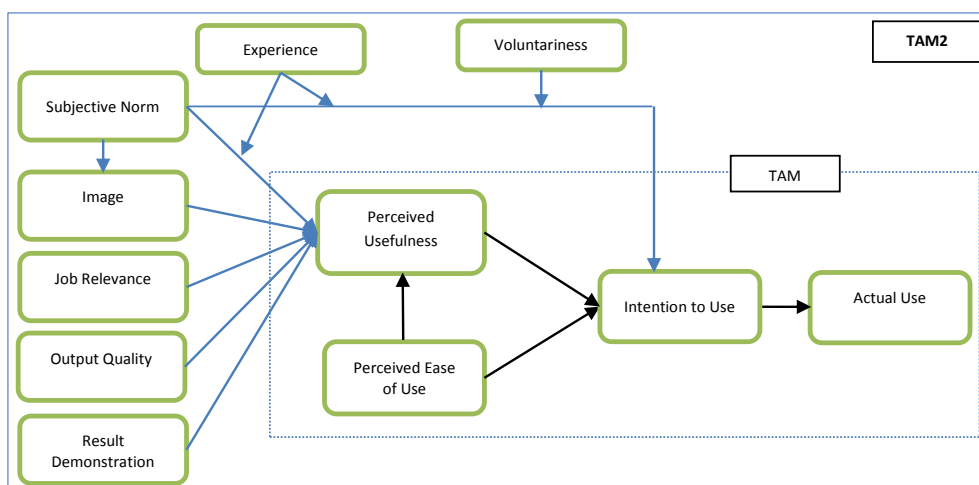 Experience
Voluntariness
TAM2
Subjective Norm
TAM
Image
Perceived
Usefulness
Job Relevance
Intention to Use
Actual Use
Output Quality
Perceived Ease
of Use
Result
Demonstration